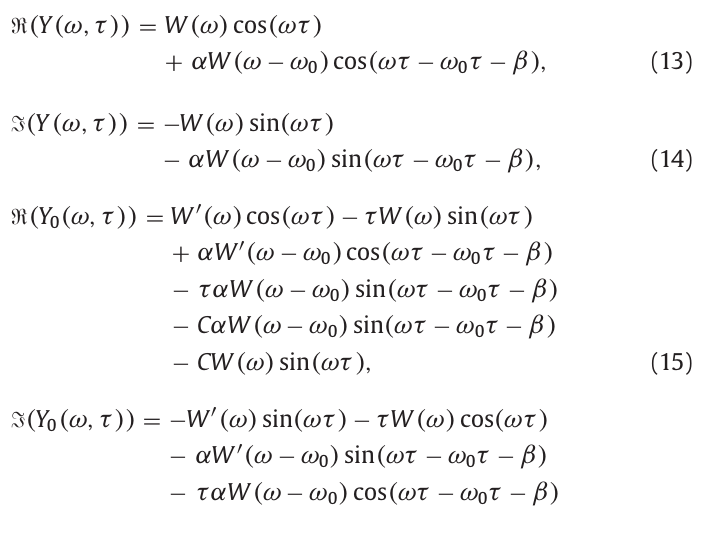 ℜ(Y(ω, τ)) = W(ω) cos(ωτ)
+ αW(ω − ω₀) cos(ωτ − ω₀τ − β), (13)
ℑ(Y(ω, τ)) = −W(ω) sin(ωτ)
− αW(ω − ω₀) sin(ωτ − ω₀τ − β), (14)
ℜ(Y₀(ω, τ)) = W′(ω) cos(ωτ) − τW(ω) sin(ωτ)
+ αW′(ω − ω₀) cos(ωτ − ω₀τ − β)
− ταW(ω − ω₀) sin(ωτ − ω₀τ − β)
− CαW(ω − ω₀) sin(ωτ − ω₀τ − β)
− CW(ω) sin(ωτ), (15)
ℑ(Y₀(ω, τ)) = −W′(ω) sin(ωτ) − τW(ω) cos(ωτ)
− αW′(ω − ω₀) sin(ωτ − ω₀τ − β)
− ταW(ω − ω₀) cos(ωτ − ω₀τ − β)